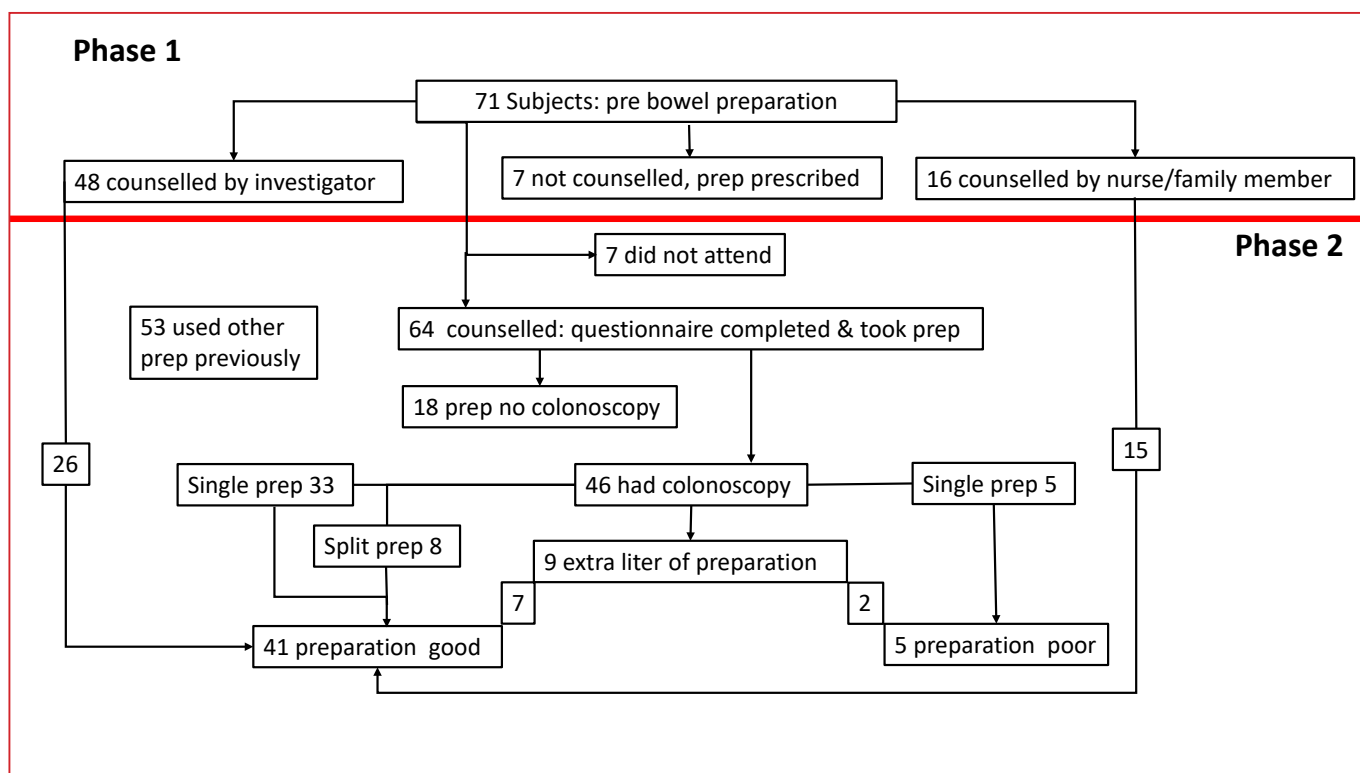 Phase 1
71 Subjects: pre bowel preparation
48 counselled by investigator
7 not counselled, prep prescribed
16 counselled by nurse/family member
Phase 2
7 did not attend
53 used other
prep previously
64 counselled: questionnaire completed & took prep
18 prep no colonoscopy
26
15
Single prep 33
46 had colonoscopy
Single prep 5
Split prep 8
9 extra liter of preparation
7
2
41 preparation good
5 preparation poor